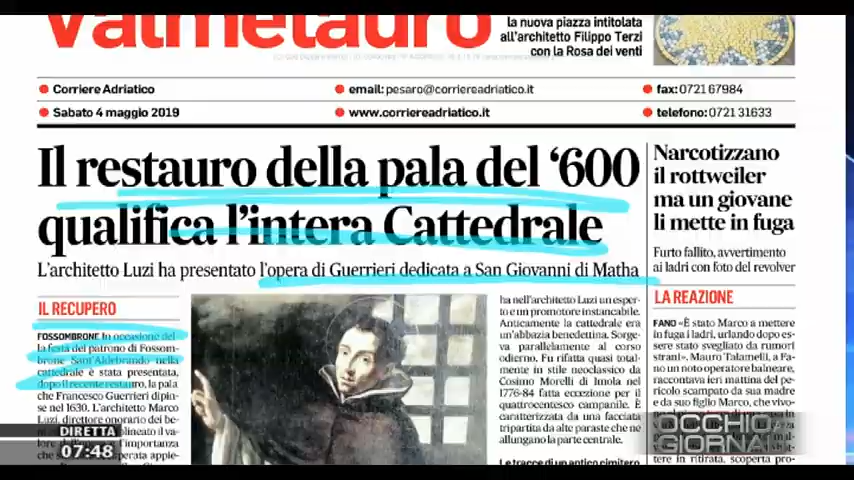 Valmetauro
la nuova piazza intitolata
all'architetto Filippo Terzi
con la Rosa dei venti
Corriere Adriatico
email: pesaro@corriereadriatico.it
fax: 0721 67984
Sabato 4 maggio 2019
www.corriereadriatico.it
telefono: 0721 31633
Il restauro della pala del '600
qualifica l'intera Cattedrale
L'architetto Luzi ha presentato l'opera di Guerrieri dedicata a San Giovanni di Matha
IL RECUPERO
FOSSOMBRONE In occasione del
la festa del patrono di Fossom-
brone Sant'Aldebrando nella
cattedrale è stata presentata,
dopo il recente restauro, la pala
che Francesco Guerrieri dipin-
se nel 1630. L'architetto Marco
Luzi, direttore onorario dei be-
ha nell'architetto Luzi un esper-
to e un promotore instancabile.
Anticamente la cattedrale era
un'abbazia benedettina. Sorge-
va parallelamente al corso
odierno. Fu rifatta quasi total-
mente in stile neoclassico da
Cosimo Morelli di Imola nel
1776-84 fatta eccezione per il
quattrocentesco campanile. È
caratterizzata da una facciata
tripartita da alte paraste che ne
allungano la parte centrale.
Le tracce di un antico cimitero
Narcotizzano
il rottweiler
ma un giovane
li mette in fuga
Furto fallito, avvertimento
ai ladri con foto del revolver
LA REAZIONE
FANO «È stato Marco a mettere
in fuga i ladri, urlando dopo es-
sere stato svegliato da rumori
strani». Mauro Talamelli, a Fa-
no un noto operatore balneare,
raccontava ieri mattina del pe-
ricolo scampato da sua madre
e da suo figlio Marco, che vivo-
te in ritirata, scoperta pro-
DIRETTA
07:48
OCCHIO AI
GIORNALI